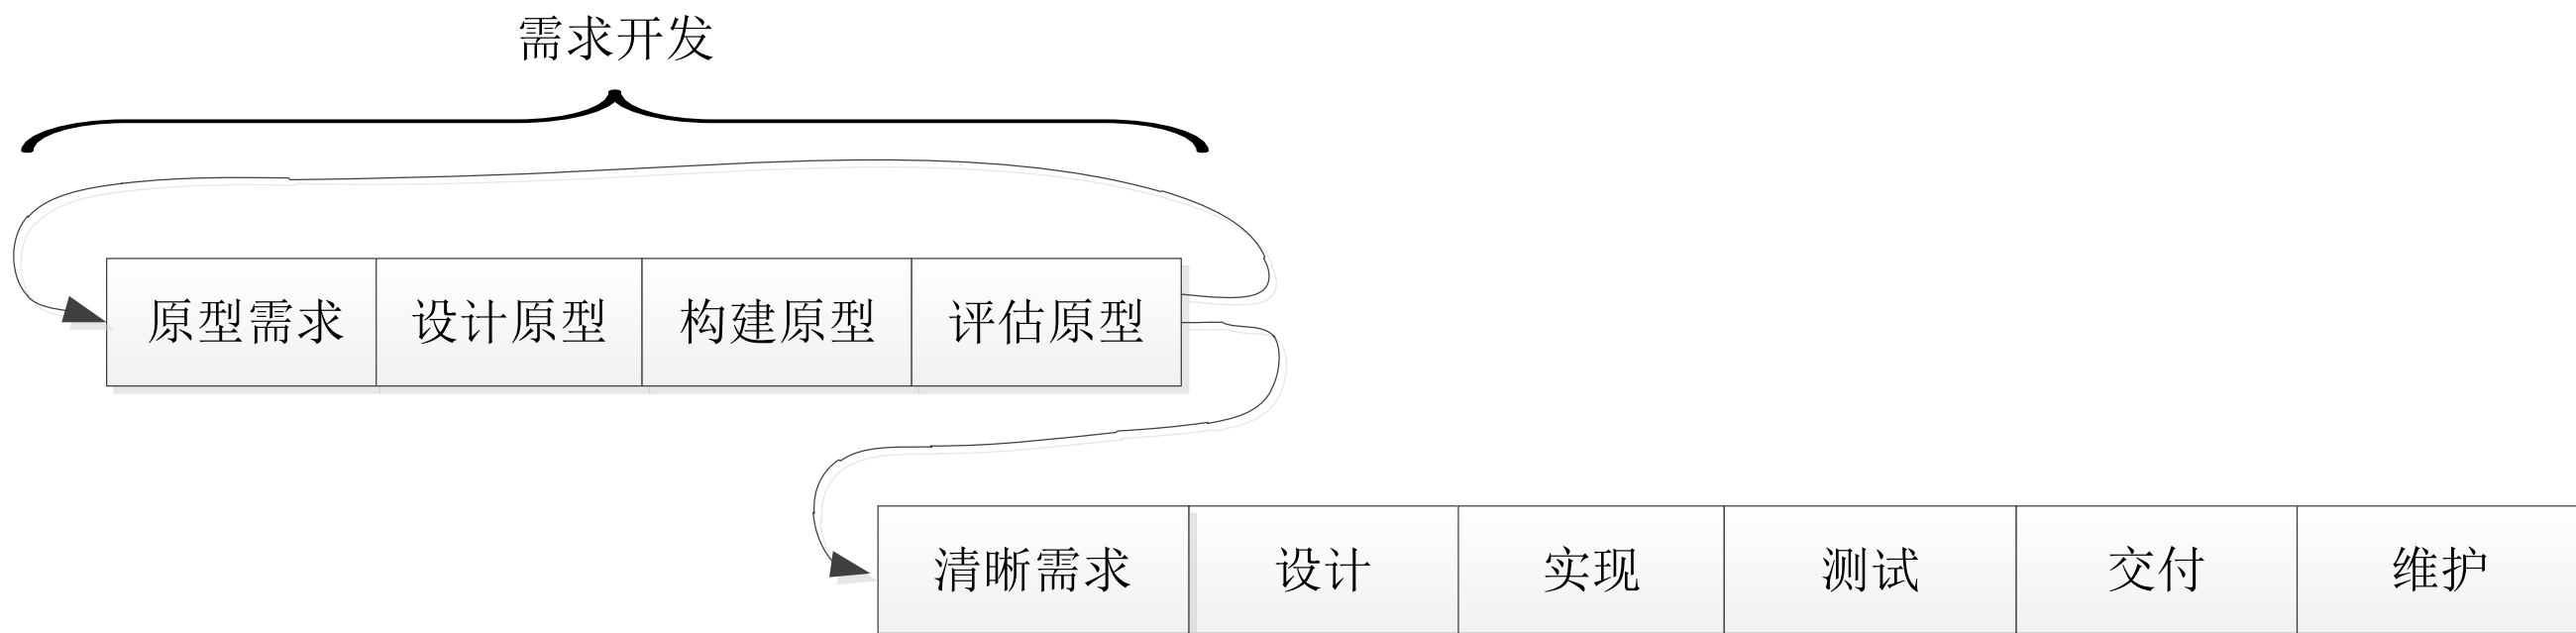 需求开发
原型需求 设计原型 构建原型 评估原型
清晰需求 设计 实现 测试 交付 维护